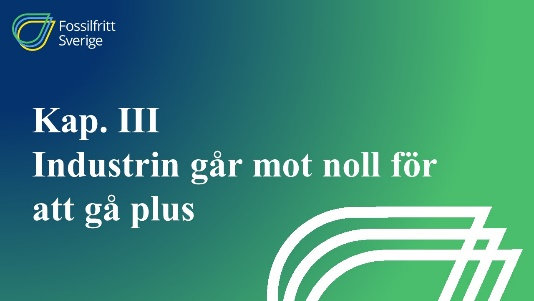 Fossilfritt
Sverige
Kap. III
Industrin går mot noll för
att gå plus